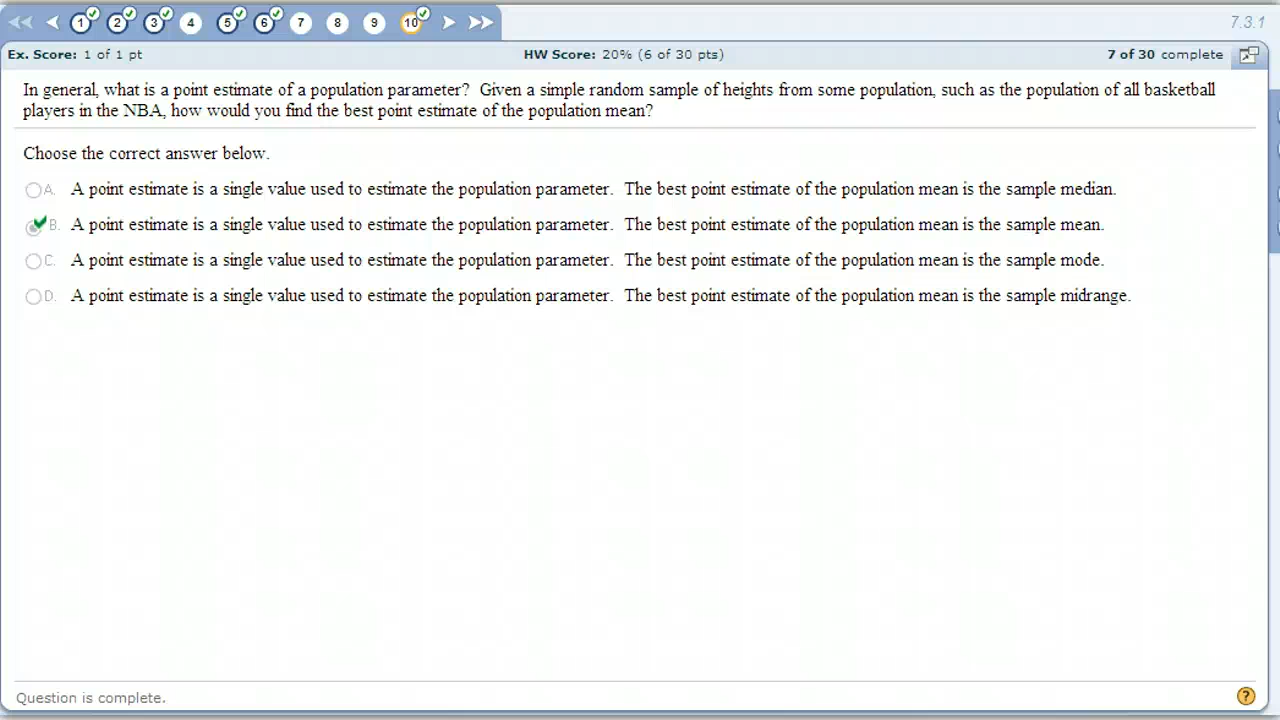 1 2 3 4 5 6 7 8 9 10
7.3.1
Ex. Score: 1 of 1 pt
HW Score: 20% (6 of 30 pts)
7 of 30 complete
In general, what is a point estimate of a population parameter?  Given a simple random sample of heights from some population, such as the population of all basketball
players in the NBA, how would you find the best point estimate of the population mean?
Choose the correct answer below.
A. A point estimate is a single value used to estimate the population parameter.  The best point estimate of the population mean is the sample median.
B. A point estimate is a single value used to estimate the population parameter.  The best point estimate of the population mean is the sample mean.
C. A point estimate is a single value used to estimate the population parameter.  The best point estimate of the population mean is the sample mode.
D. A point estimate is a single value used to estimate the population parameter.  The best point estimate of the population mean is the sample midrange.
Question is complete.
?